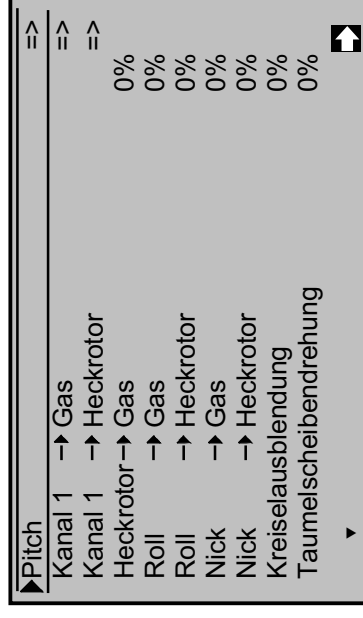 Pitch =>
Kanal 1 → Gas =>
Kanal 1 → Heckrotor =>
Heckrotor → Gas 0%
Roll → Gas 0%
Roll → Heckrotor 0%
Nick → Gas 0%
Nick → Heckrotor 0%
Kreiselausblendung 0%
Taumelscheibendrehung 0%